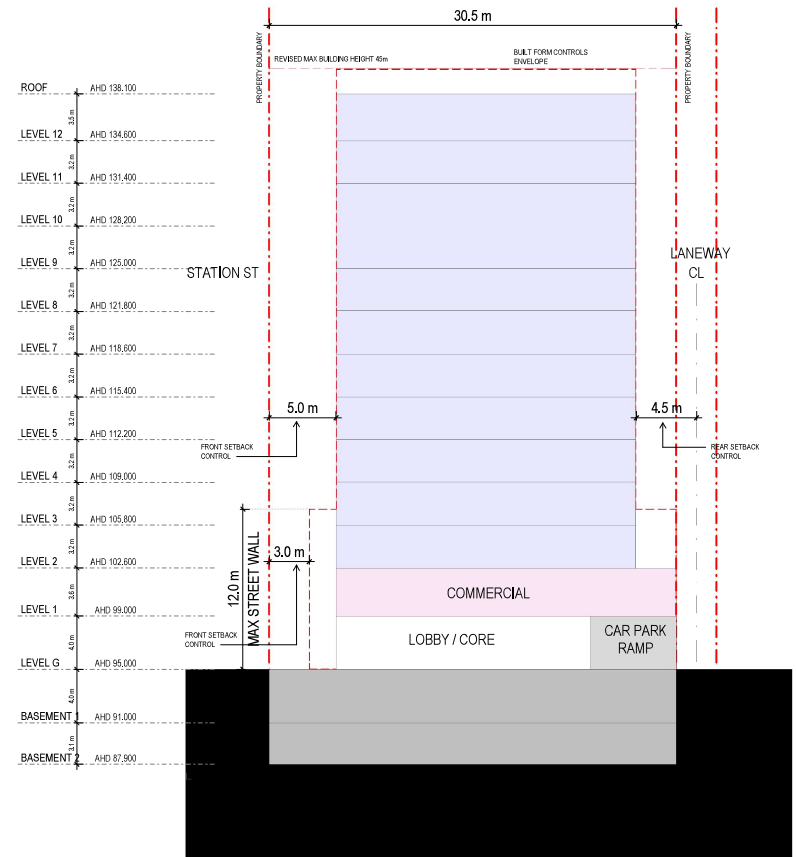 30.5 m
PROPERTY BOUNDARY
REVISED MAX BUILDING HEIGHT 45m
BUILT FORM CONTROLS
ENVELOPE
PROPERTY BOUNDARY
ROOF AHD 138.100
3.5 m
LEVEL 12 AHD 134.600
3.2 m
LEVEL 11 AHD 131.400
3.2 m
LEVEL 10 AHD 128.200
3.2 m
LEVEL 9 AHD 125.000
STATION ST
LANEWAY
CL
3.2 m
LEVEL 8 AHD 121.800
3.2 m
LEVEL 7 AHD 118.600
3.2 m
LEVEL 6 AHD 115.400
3.2 m
5.0 m
4.5 m
LEVEL 5 AHD 112.200
FRONT SETBACK
CONTROL
REAR SETBACK
CONTROL
3.2 m
LEVEL 4 AHD 109.000
3.2 m
LEVEL 3 AHD 105.800
3.2 m
3.0 m
LEVEL 2 AHD 102.600
12.0 m
MAX STREET WALL
3.6 m
COMMERCIAL
LEVEL 1 AHD 99.000
4.0 m
FRONT SETBACK
CONTROL
LOBBY / CORE
CAR PARK
RAMP
LEVEL G AHD 95.000
4.0 m
BASEMENT 1 AHD 91.000
3.1 m
BASEMENT 2 AHD 87.900